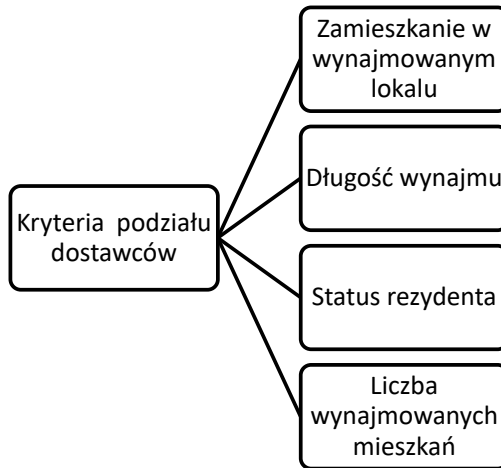 Zamieszkanie w
wynajmowanym
lokalu
Długość wynajmu
Kryteria podziału
dostawców
Status rezydenta
Liczba
wynajmowanych
mieszkań